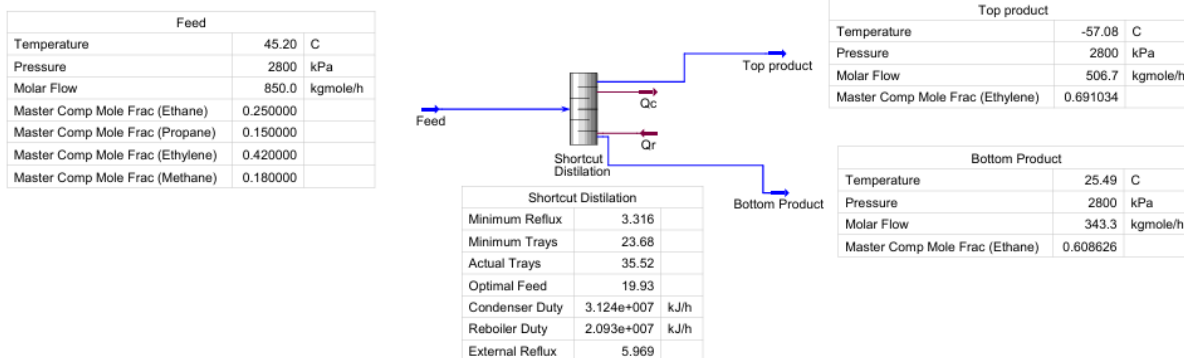 Feed
Temperature 45.20 C
Pressure 2800 kPa
Molar Flow 850.0 kgmole/h
Master Comp Mole Frac (Ethane) 0.250000
Master Comp Mole Frac (Propane) 0.150000
Master Comp Mole Frac (Ethylene) 0.420000
Master Comp Mole Frac (Methane) 0.180000
Feed
Top product
Qc
Qr
Shortcut
Distilation
Bottom Product
Top product
Temperature -57.08 C
Pressure 2800 kPa
Molar Flow 506.7 kgmole/h
Master Comp Mole Frac (Ethylene) 0.691034
Bottom Product
Temperature 25.49 C
Pressure 2800 kPa
Molar Flow 343.3 kgmole/h
Master Comp Mole Frac (Ethane) 0.608626
Shortcut Distilation
Minimum Reflux 3.316
Minimum Trays 23.68
Actual Trays 35.52
Optimal Feed 19.93
Condenser Duty 3.124e+007 kJ/h
Reboiler Duty 2.093e+007 kJ/h
External Reflux 5.969